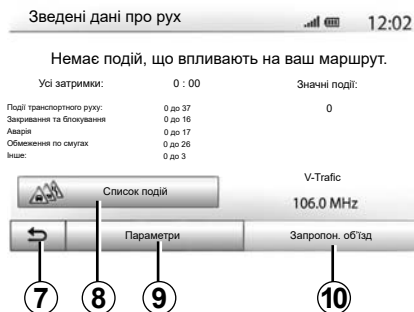 Зведені дані про рух 12:02
Немає подій, що впливають на ваш маршрут.
Усі затримки: 0 : 00 Значні події:
Події транспортного руху: 0 до 37 0
Закривання та блокування 0 до 16
Аварія 0 до 17
Обмеження по смугах 0 до 26
Інше: 0 до 3
V-Trafic
Список подій
106.0 MHz
Параметри Запропон. об'їзд
7 8 9 10